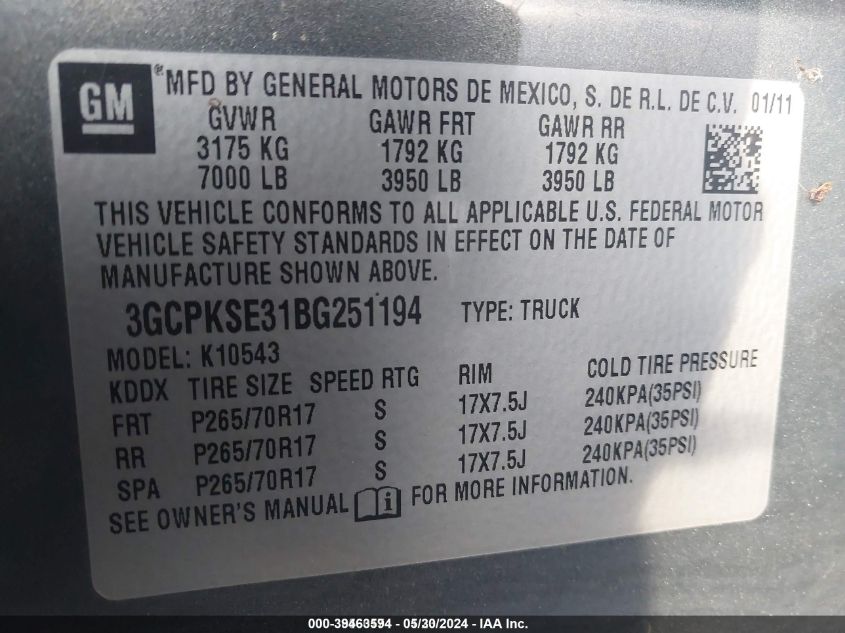 GM
®MFD BY GENERAL MOTORS DE MEXICO, S. DE R.L. DE C.V. 01/11
GVWR GAWR FRT GAWR RR
3175 KG 1792 KG 1792 KG
7000 LB 3950 LB 3950 LB
THIS VEHICLE CONFORMS TO ALL APPLICABLE U.S. FEDERAL MOTOR
VEHICLE SAFETY STANDARDS IN EFFECT ON THE DATE OF
MANUFACTURE SHOWN ABOVE.
3GCPKSE31BG251194 TYPE: TRUCK
MODEL: K10543
KDDX TIRE SIZE SPEED RTG RIM COLD TIRE PRESSURE
FRT P265/70R17 S 17X7.5J 240KPA(35PSI)
RR P265/70R17 S 17X7.5J 240KPA(35PSI)
SPA P265/70R17 S 17X7.5J 240KPA(35PSI)
SEE OWNER'S MANUAL i FOR MORE INFORMATION.
000-39463594 - 05/30/2024 - IAA Inc.